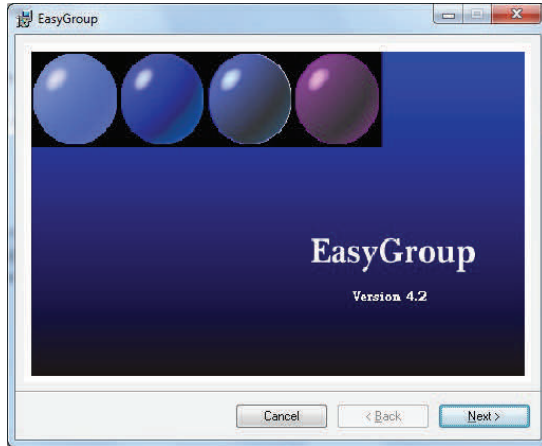 EasyGroup
EasyGroup
Version 4.2
Cancel
< Back
Next >